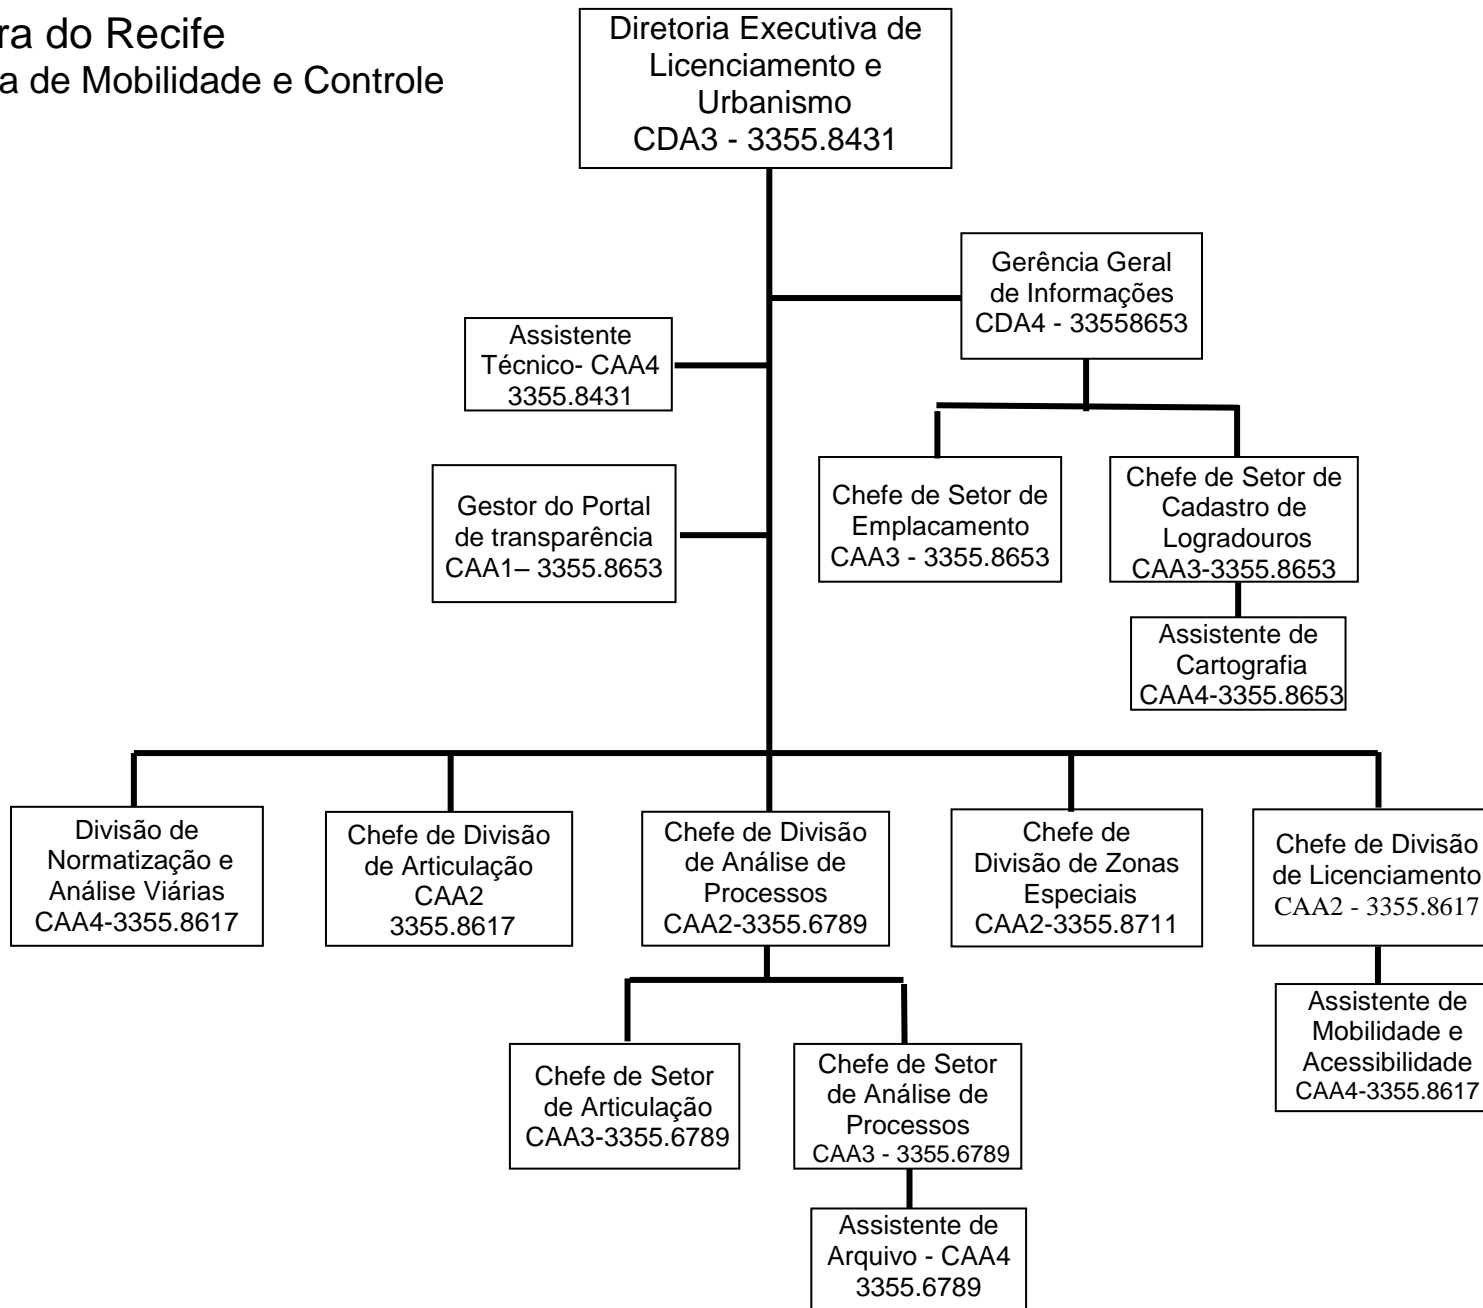 ra do Recife
a de Mobilidade e Controle
Diretoria Executiva de
Licenciamento e
Urbanismo
CDA3 - 3355.8431
Gerência Geral
de Informações
CDA4 - 33558653
Assistente
Técnico- CAA4
3355.8431
Chefe de Setor de
Emplacamento
CAA3 - 3355.8653
Chefe de Setor de
Cadastro de
Logradouros
CAA3-3355.8653
Gestor do Portal
de transparência
CAA1– 3355.8653
Assistente de
Cartografia
CAA4-3355.8653
Divisão de
Normatização e
Análise Viárias
CAA4-3355.8617
Chefe de Divisão
de Articulação
CAA2
3355.8617
Chefe de Divisão
de Análise de
Processos
CAA2-3355.6789
Chefe de
Divisão de Zonas
Especiais
CAA2-3355.8711
Chefe de Divisão
de Licenciamento
CAA2 - 3355.8617
Assistente de
Mobilidade e
Acessibilidade
CAA4-3355.8617
Chefe de Setor
de Articulação
CAA3-3355.6789
Chefe de Setor
de Análise de
Processos
CAA3 - 3355.6789
Assistente de
Arquivo - CAA4
3355.6789